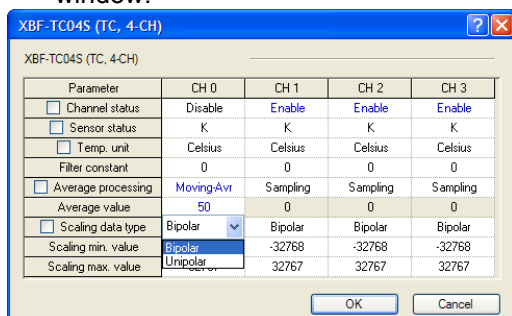 window.
XBF-TC04S (TC, 4-CH)
XBF-TC04S (TC, 4-CH)
Parameter CH 0 CH 1 CH 2 CH 3
Channel status Disable Enable Enable Enable
Sensor status K K K K
Temp. unit Celsius Celsius Celsius Celsius
Filter constant 0 0 0 0
Average processing Moving-Avr Sampling Sampling Sampling
Average value 50 0 0 0
Scaling data type Bipolar Bipolar Bipolar Bipolar
Scaling min. value Bipolar -32768 -32768 -32768
Scaling max. value Unipolar 32767 32767 32767
OK Cancel